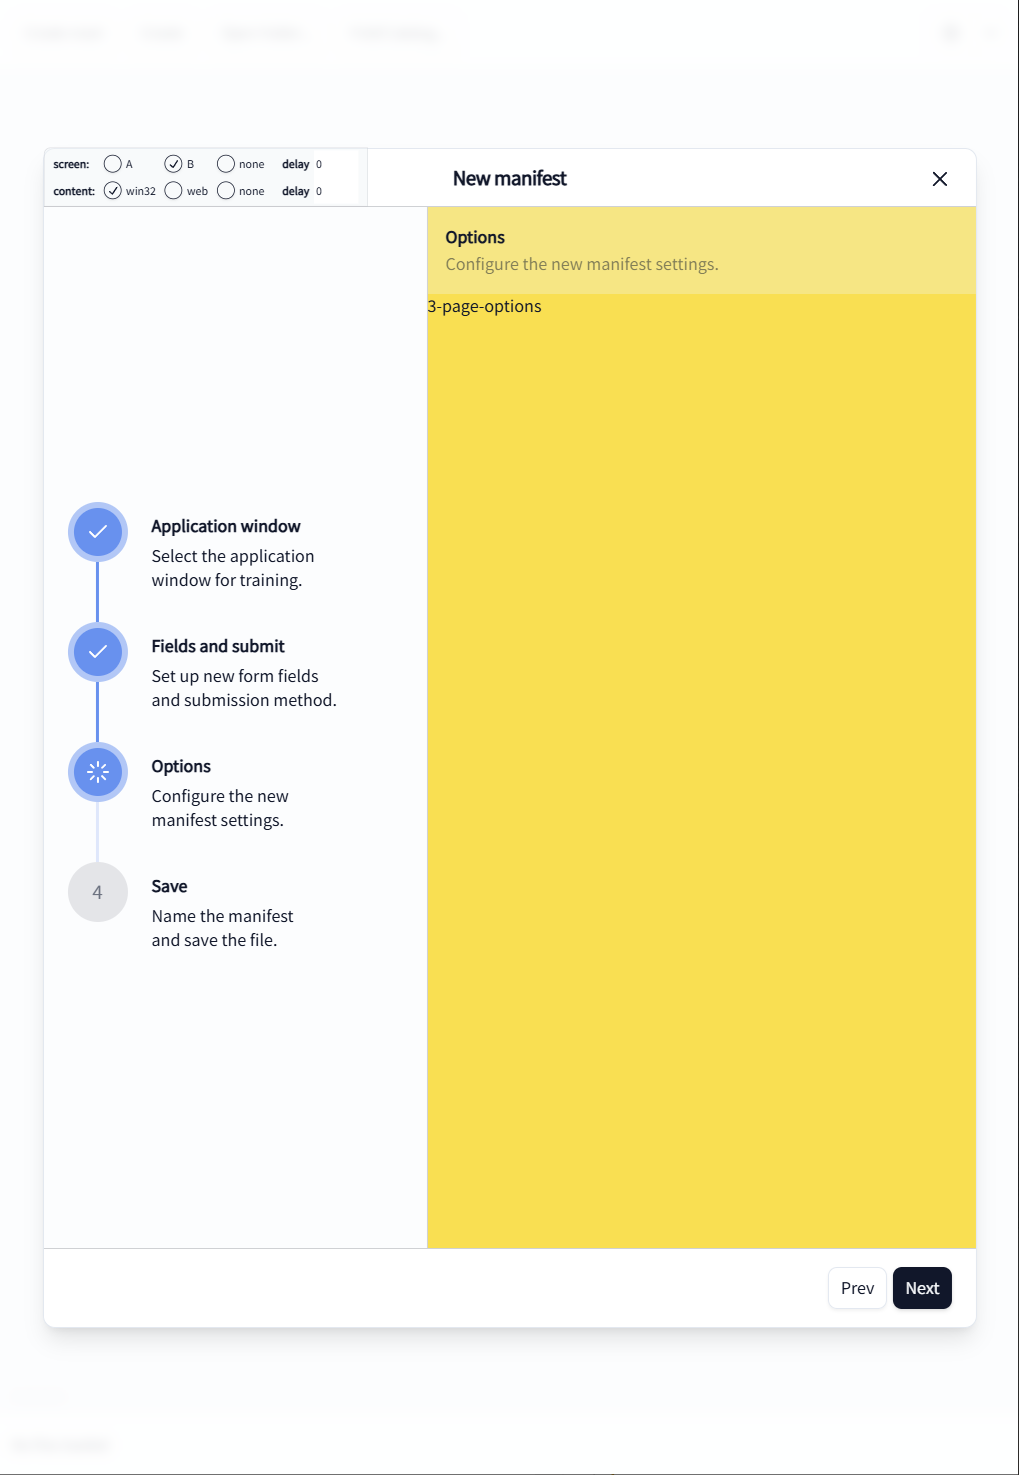 screen: A B none delay 0
content: win32 web none delay 0
New manifest
Options
Configure the new manifest settings.
3-page-options
Application window
Select the application
window for training.
Fields and submit
Set up new form fields
and submission method.
Options
Configure the new
manifest settings.
4
Save
Name the manifest
and save the file.
Prev Next